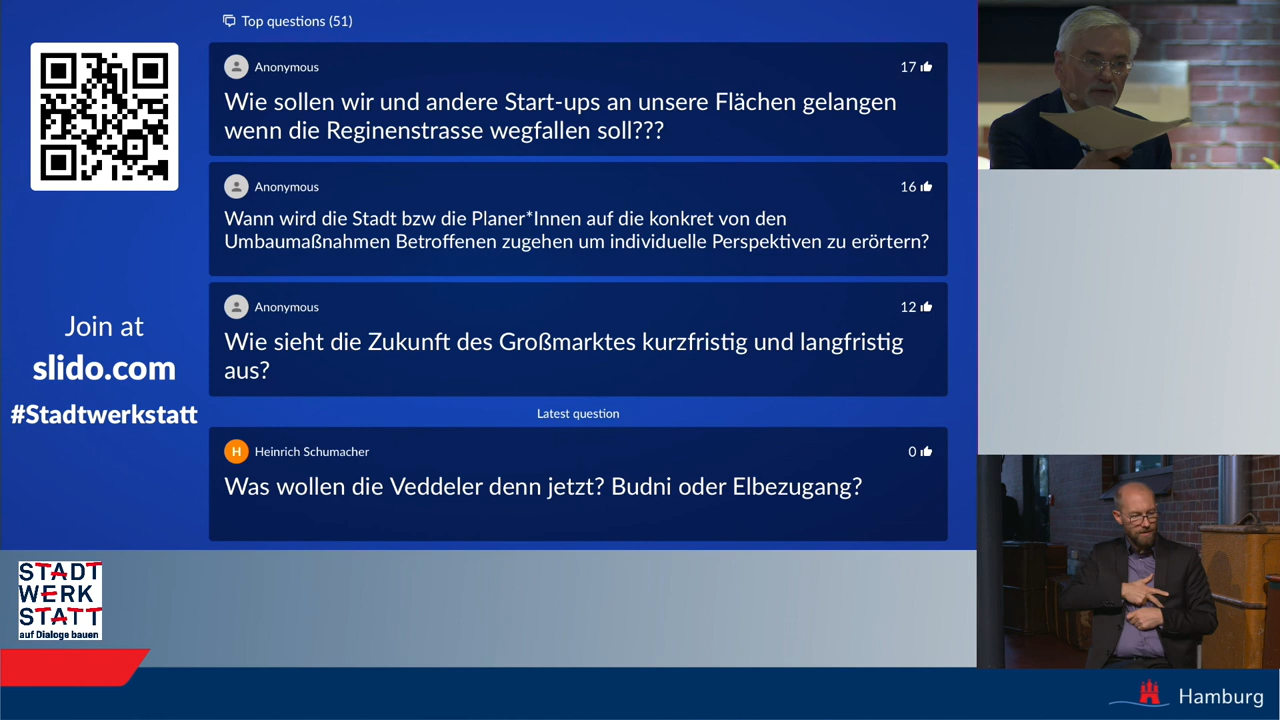 Top questions (51)
Anonymous
17
Wie sollen wir und andere Start-ups an unsere Flächen gelangen
wenn die Reginenstrasse wegfallen soll???
Anonymous
16
Wann wird die Stadt bzw die Planer*Innen auf die konkret von den
Umbaumaßnahmen Betroffenen zugehen um individuelle Perspektiven zu erörtern?
Anonymous
12
Wie sieht die Zukunft des Großmarktes kurzfristig und langfristig
aus?
Join at
slido.com
#Stadtwerkstatt
Latest question
H
Heinrich Schumacher
0
Was wollen die Veddeler denn jetzt? Budni oder Elbezugang?
STADT
WERK
STATT
auf Dialoge bauen
Hamburg